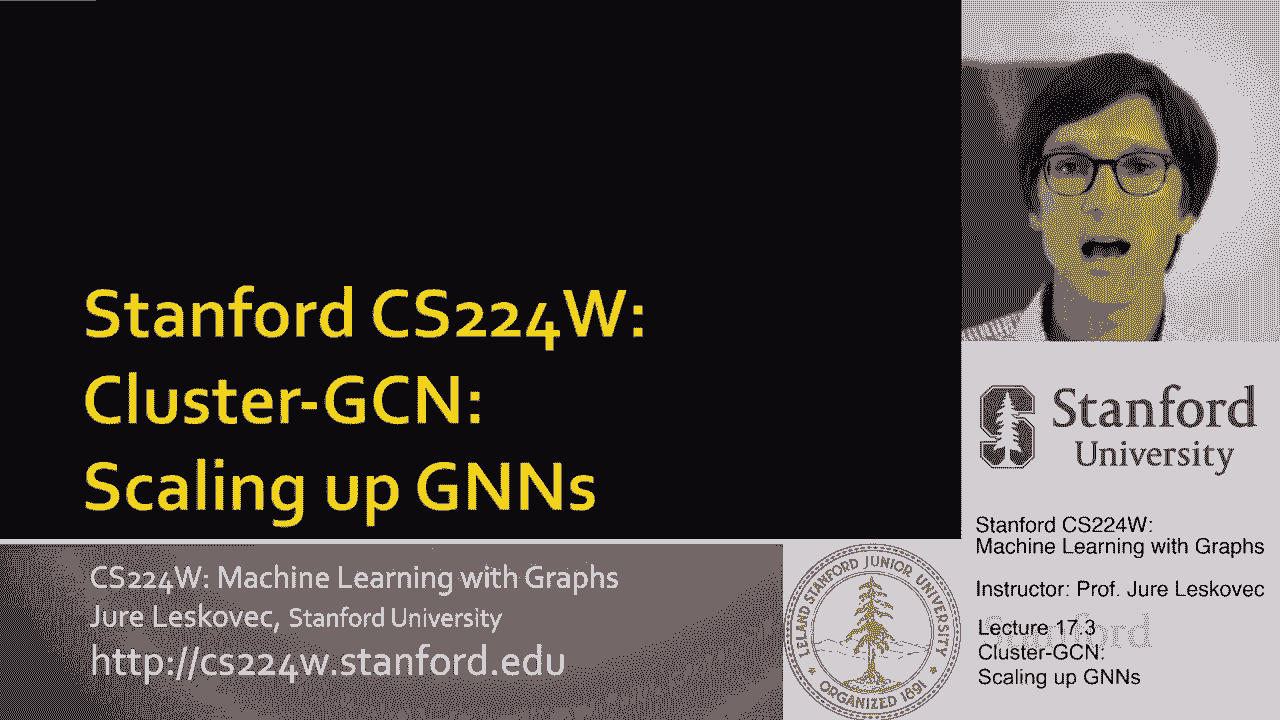 Stanford CS224W:
Cluster-GCN:
Scaling up GNNs
CS224W: Machine Learning with Graphs
Jure Leskovec, Stanford University
http://cs224w.stanford.edu
LELAND STANFORD JUNIOR UNIVERSITY
ORGANIZED 1891
Stanford
University
Stanford CS224W:
Machine Learning with Graphs
Instructor: Prof. Jure Leskovec
Lecture 17.3
Cluster-GCN:
Scaling up GNNs